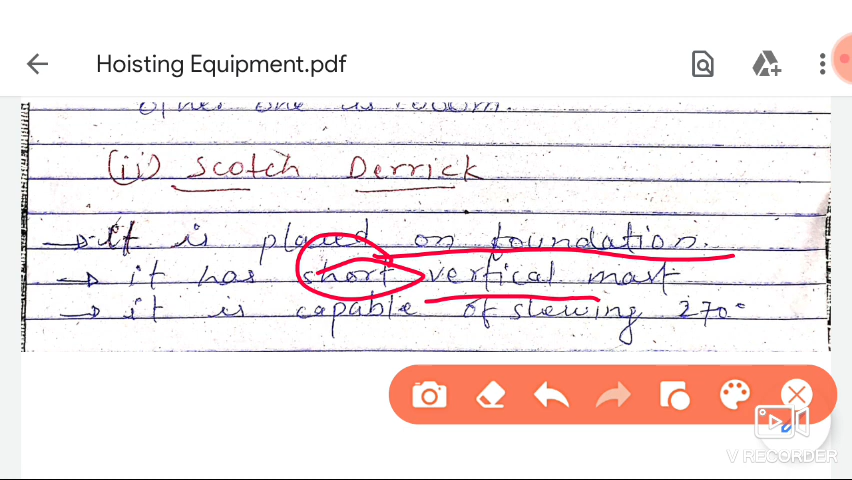 Hoisting Equipment.pdf
(ii) Scotch Derrick
→ it is placed on foundation.
→ it has short vertical mast
→ it is capable of slewing 270°
V RECORDER